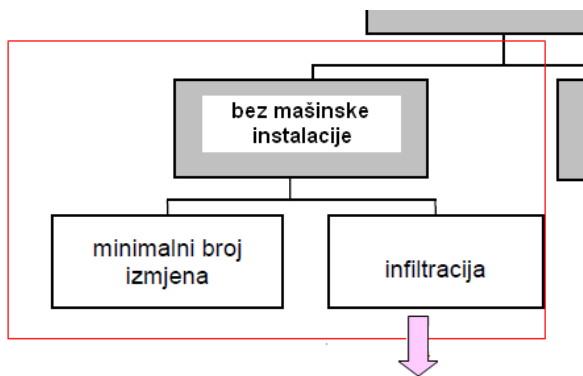 bez mašinske
instalacije
minimalni broj
izmjena
infiltracija